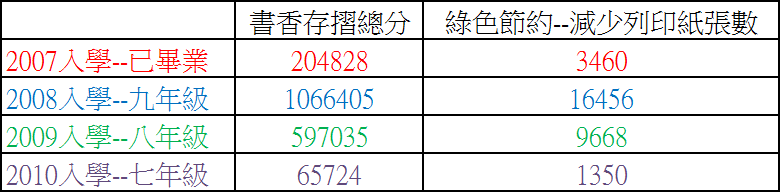 書香存摺總分 綠色節約--減少列印紙張數
2007入學--已畢業 204828 3460
2008入學--九年級 1066405 16456
2009入學--八年級 597035 9668
2010入學--七年級 65724 1350